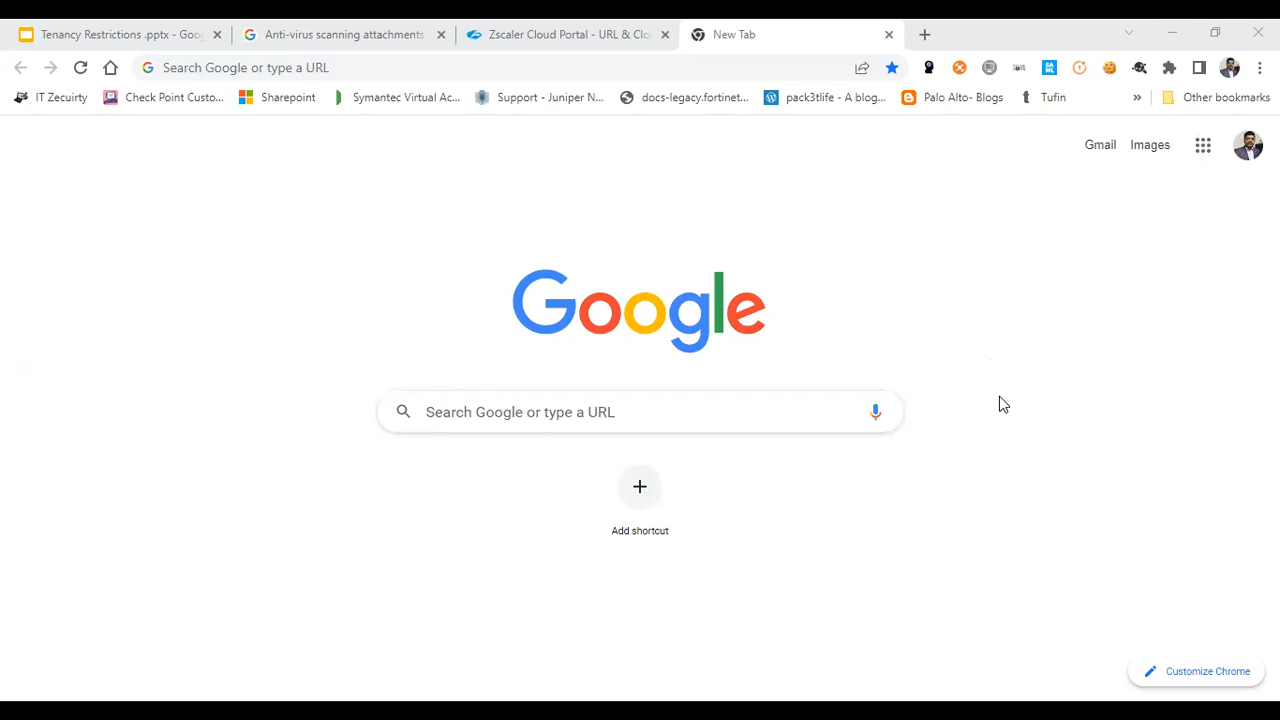 Tenancy Restrictions .pptx - Goog
Anti-virus scanning attachments
Zscaler Cloud Portal - URL & Clo
New Tab
Search Google or type a URL
IT Zecuirty
Check Point Custo...
Sharepoint
Symantec Virtual Ac...
Support - Juniper N...
docs-legacy.fortinet...
pack3tlife - A blog...
Palo Alto- Blogs
Tufin
»
Other bookmarks
Gmail
Images
Google
Search Google or type a URL
Add shortcut
Customize Chrome